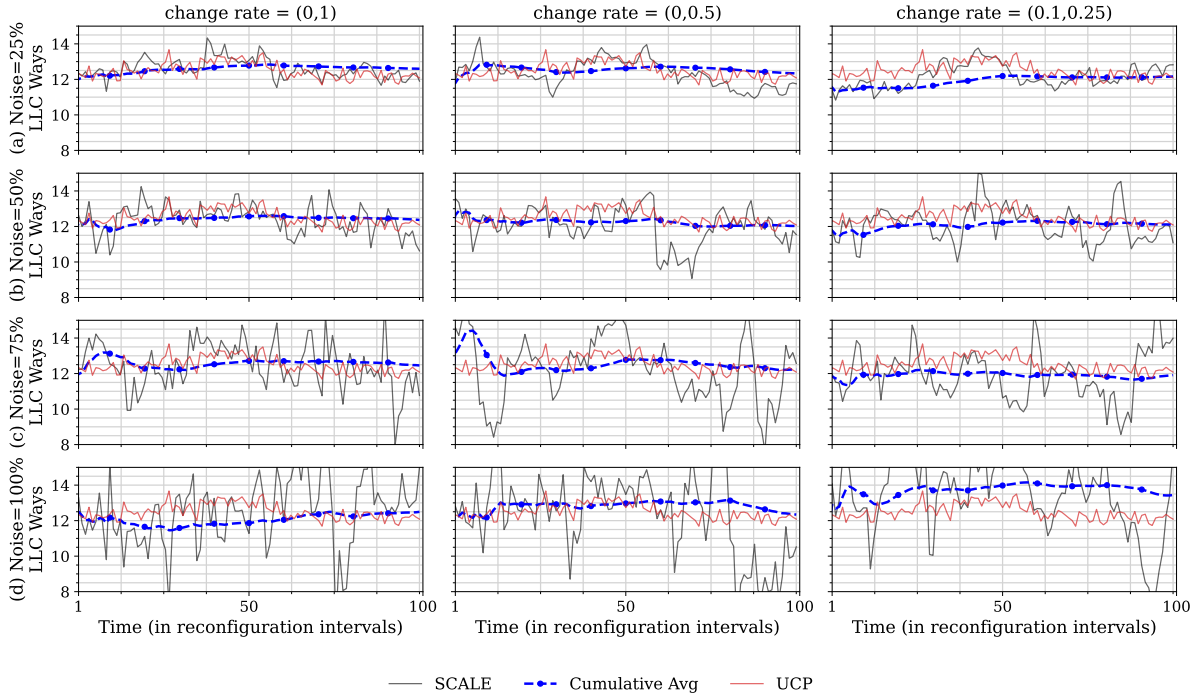 change rate = (0,1)
change rate = (0,0.5)
change rate = (0.1,0.25)
(a) Noise=25%
LLC Ways
14
12
10
8
(b) Noise=50%
LLC Ways
14
12
10
8
(c) Noise=75%
LLC Ways
14
12
10
8
(d) Noise=100%
LLC Ways
14
12
10
8
1
50
100
1
50
100
1
50
100
Time (in reconfiguration intervals)
Time (in reconfiguration intervals)
Time (in reconfiguration intervals)
SCALE
Cumulative Avg
UCP